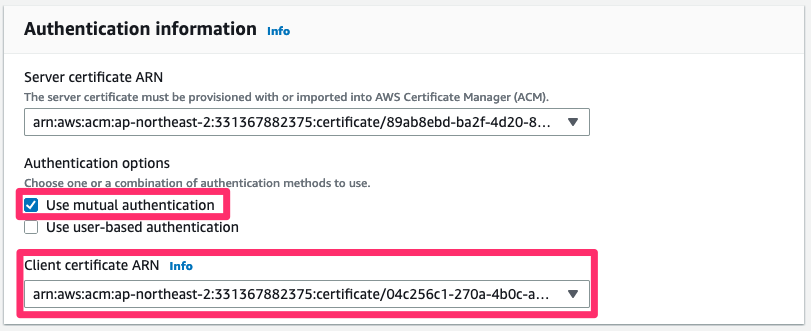 Authentication information Info
Server certificate ARN
The server certificate must be provisioned with or imported into AWS Certificate Manager (ACM).
arn:aws:acm:ap-northeast-2:331367882375:certificate/89ab8ebd-ba2f-4d20-8...
Authentication options
Choose one or a combination of authentication methods to use.
Use mutual authentication
Use user-based authentication
Client certificate ARN Info
arn:aws:acm:ap-northeast-2:331367882375:certificate/04c256c1-270a-4b0c-a...